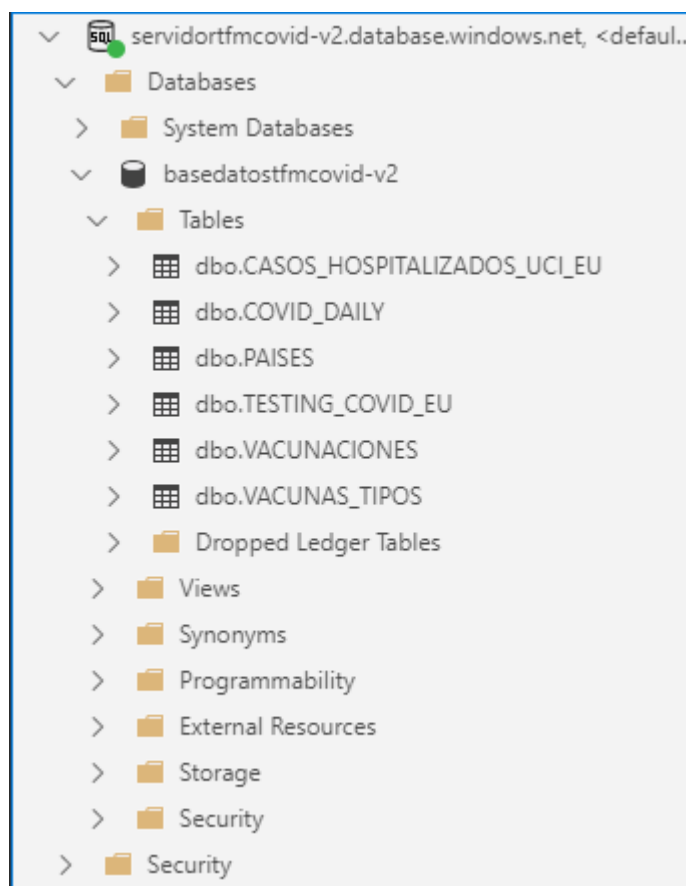 SQL servidortfmcovid-v2.database.windows.net, <defaul...
Databases
System Databases
basedatostfmcovid-v2
Tables
dbo.CASOS_HOSPITALIZADOS_UCI_EU
dbo.COVID_DAILY
dbo.PAISES
dbo.TESTING_COVID_EU
dbo.VACUNACIONES
dbo.VACUNAS_TIPOS
Dropped Ledger Tables
Views
Synonyms
Programmability
External Resources
Storage
Security
Security